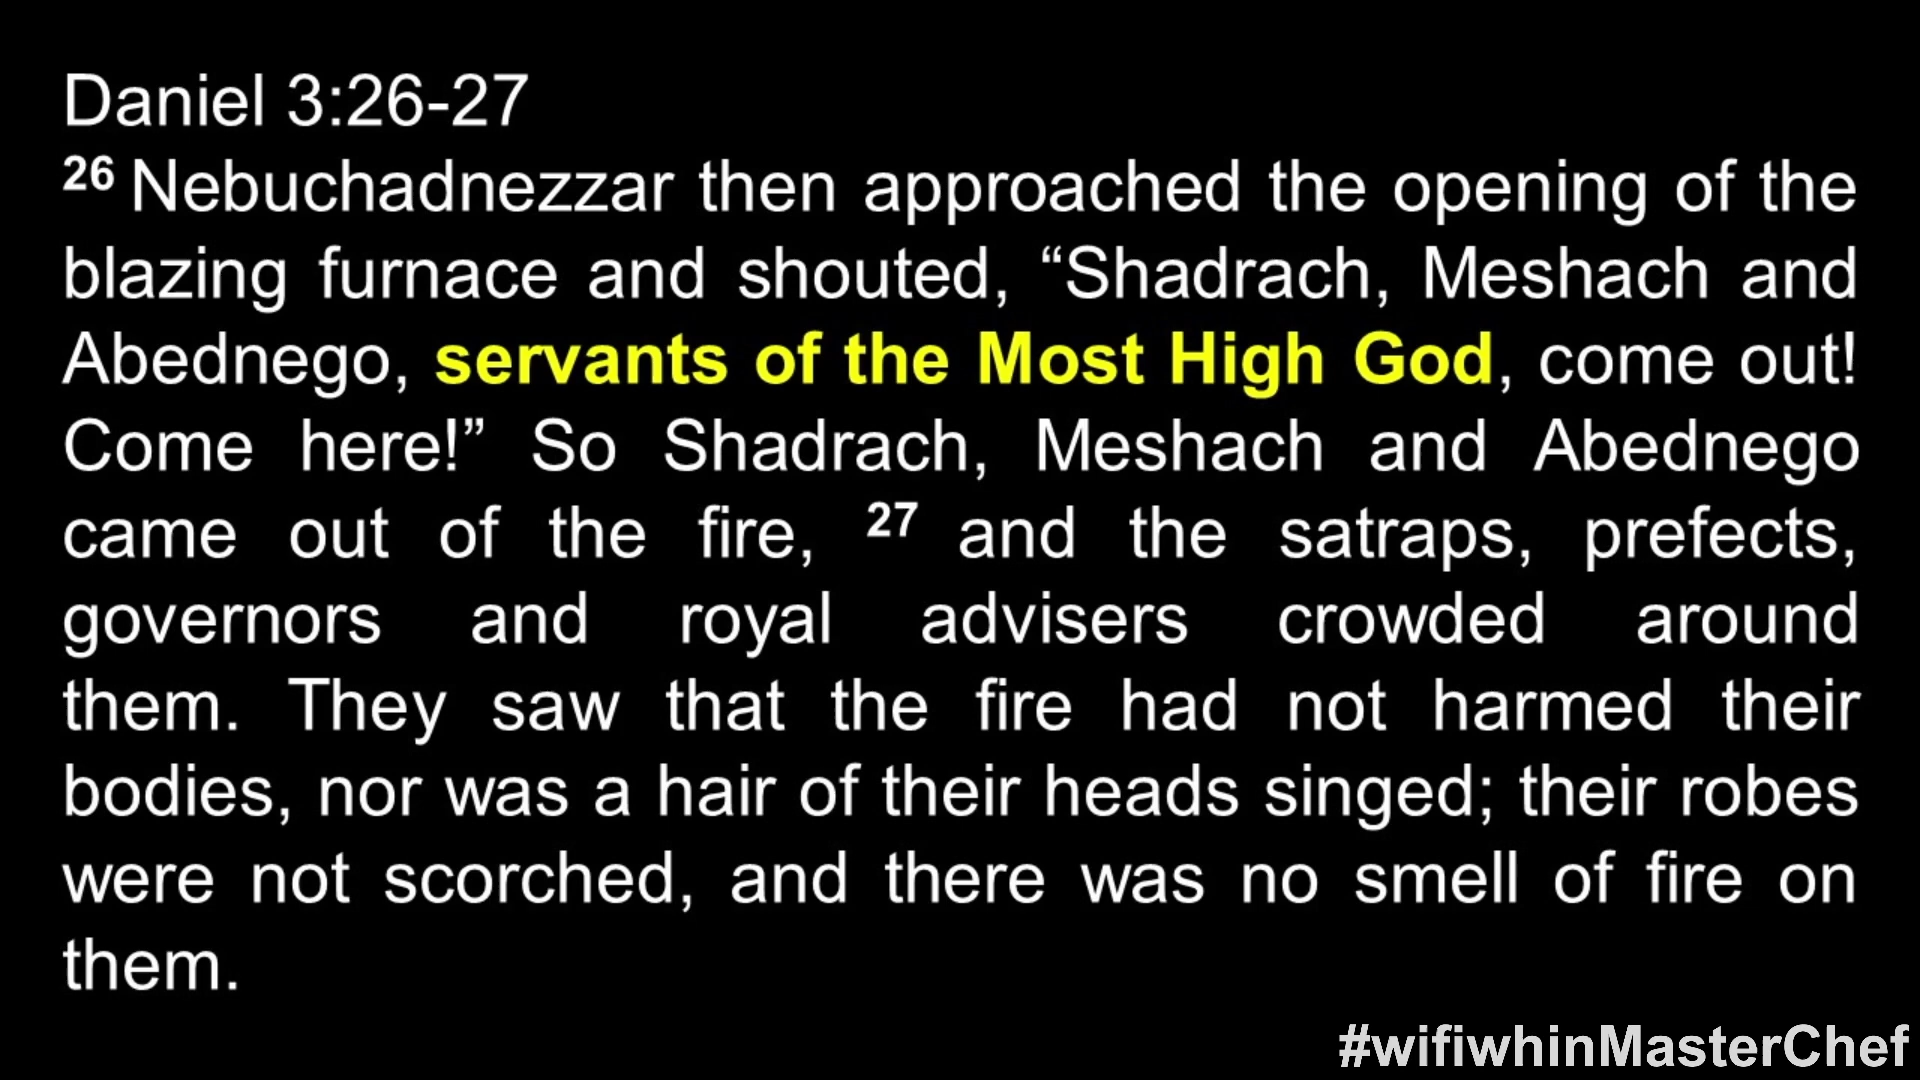 Daniel 3:26-27
26 Nebuchadnezzar then approached the opening of the
blazing furnace and shouted, “Shadrach, Meshach and
Abednego, servants of the Most High God, come out!
Come here!” So Shadrach, Meshach and Abednego
came out of the fire, 27 and the satraps, prefects,
governors and royal advisers crowded around
them. They saw that the fire had not harmed their
bodies, nor was a hair of their heads singed; their robes
were not scorched, and there was no smell of fire on
them.
#wifiwhinMasterChef